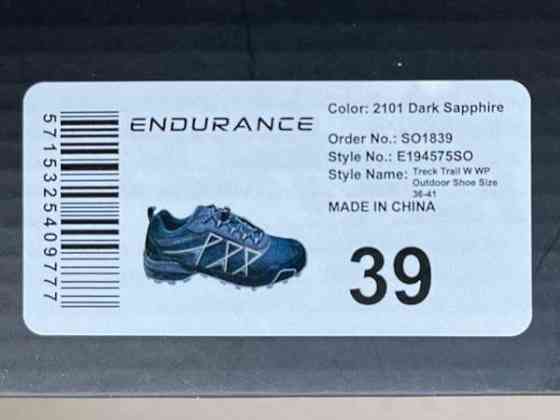 5715325409777
ENDURANCE
Color: 2101 Dark Sapphire
Order No.: SO1839
Style No.: E194575SO
Style Name: Treck Trail W WP
Outdoor Shoe Size
36-41
MADE IN CHINA
39